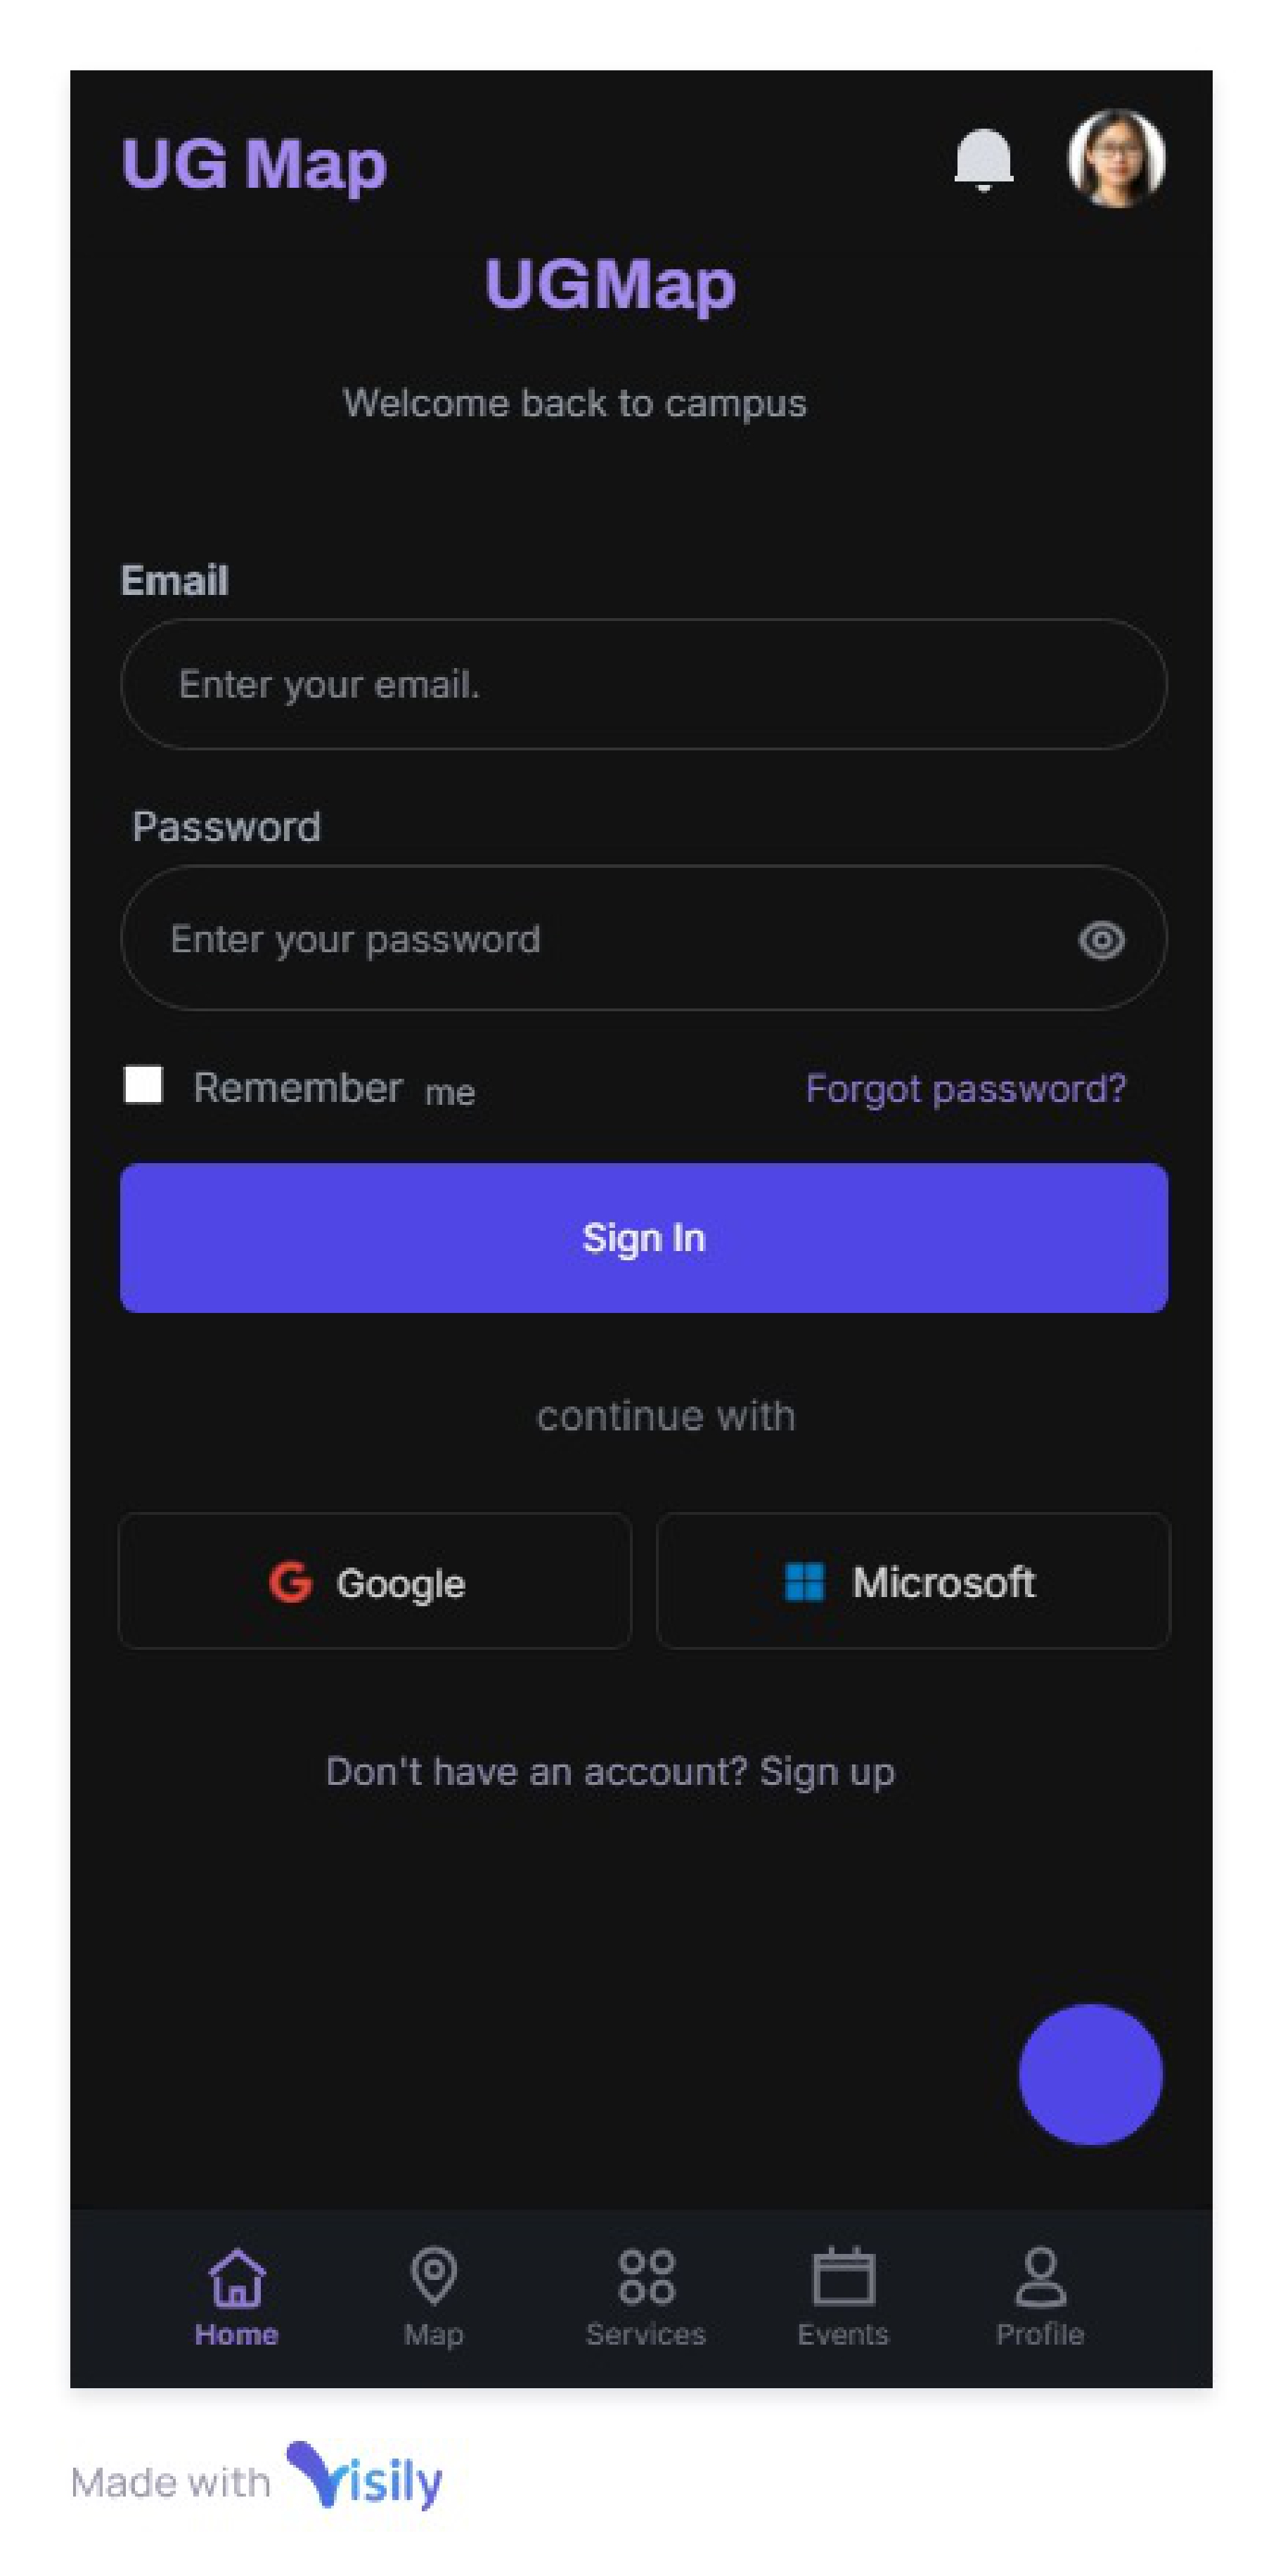 UG Map
UGMap
Welcome back to campus
Email
Enter your email.
Password
Enter your password
Remember me Forgot password?
Sign In
continue with
Google Microsoft
Don't have an account? Sign up
Home Map Services Events Profile
Made with Visily